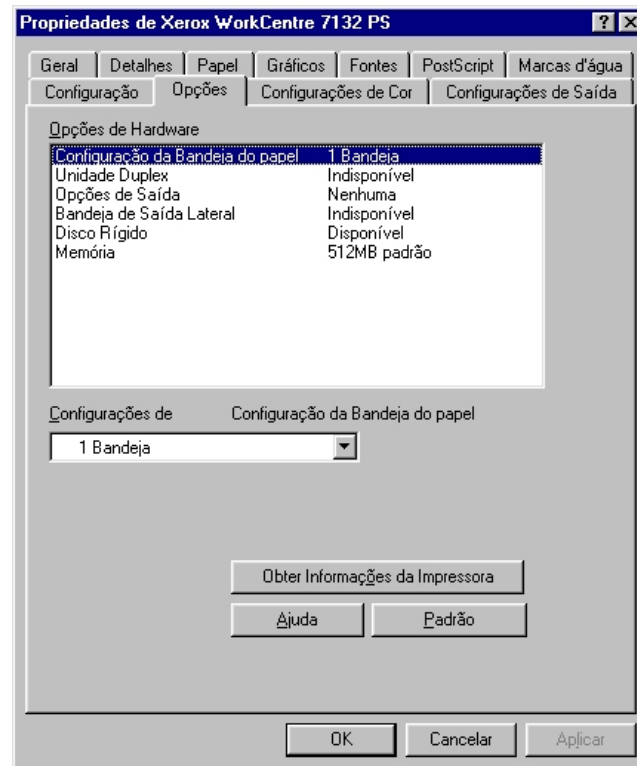 Propriedades de Xerox WorkCentre 7132 PS ? X
Geral Detalhes Papel Gráficos Fontes PostScript Marcas d'água
Configuração Opções Configurações de Cor Configurações de Saída
Opções de Hardware
Configuração da Bandeja do papel 1 Bandeja
Unidade Duplex Indisponível
Opções de Saída Nenhuma
Bandeja de Saída Lateral Indisponível
Disco Rígido Disponível
Memória 512MB padrão
Configurações de Configuração da Bandeja do papel
1 Bandeja
Obter Informações da Impressora
Ajuda Padrão
OK Cancelar Aplicar